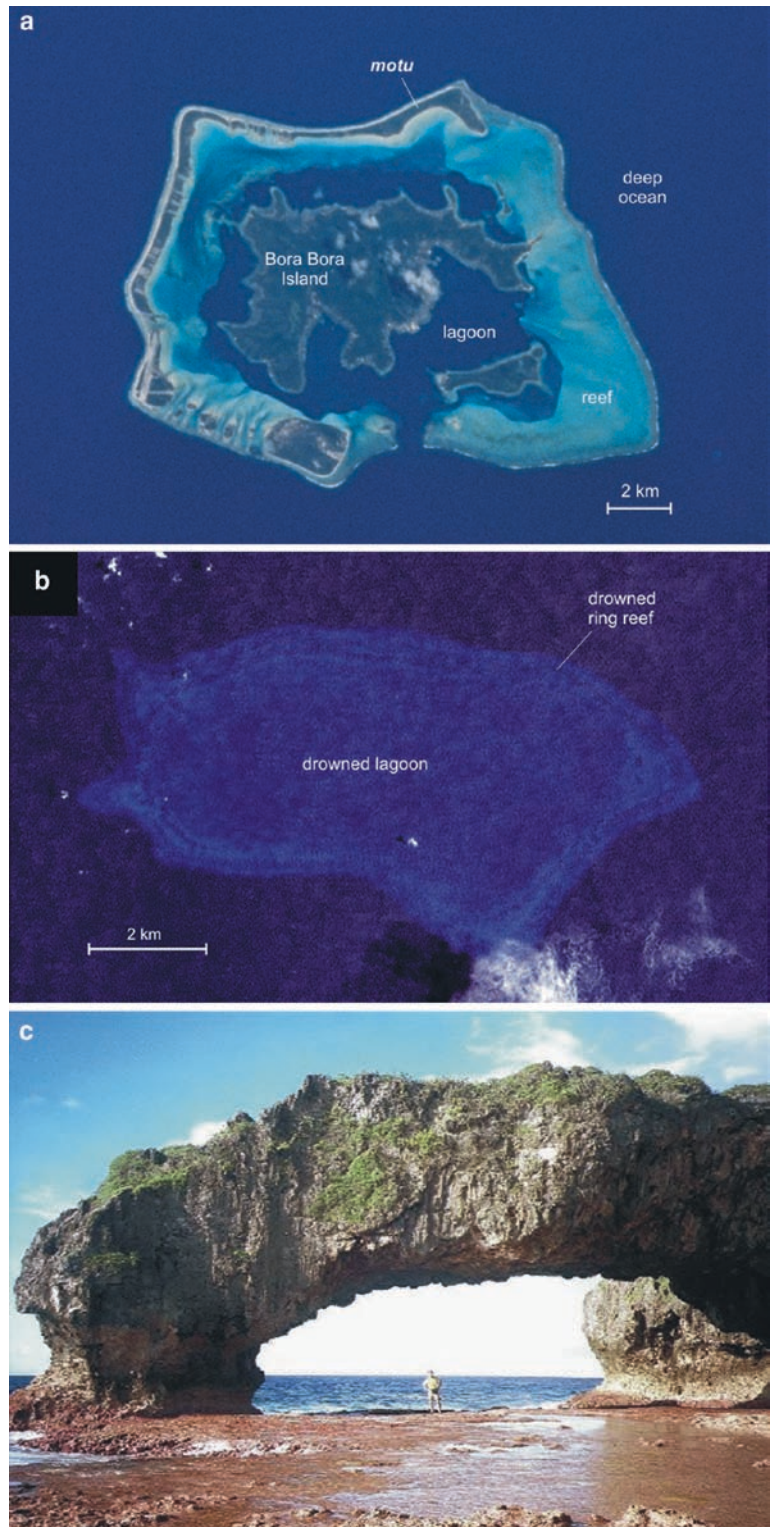 a
motu
deep
ocean
Bora Bora
Island
lagoon
reef
2 km
b
drowned
ring reef
drowned lagoon
2 km
c